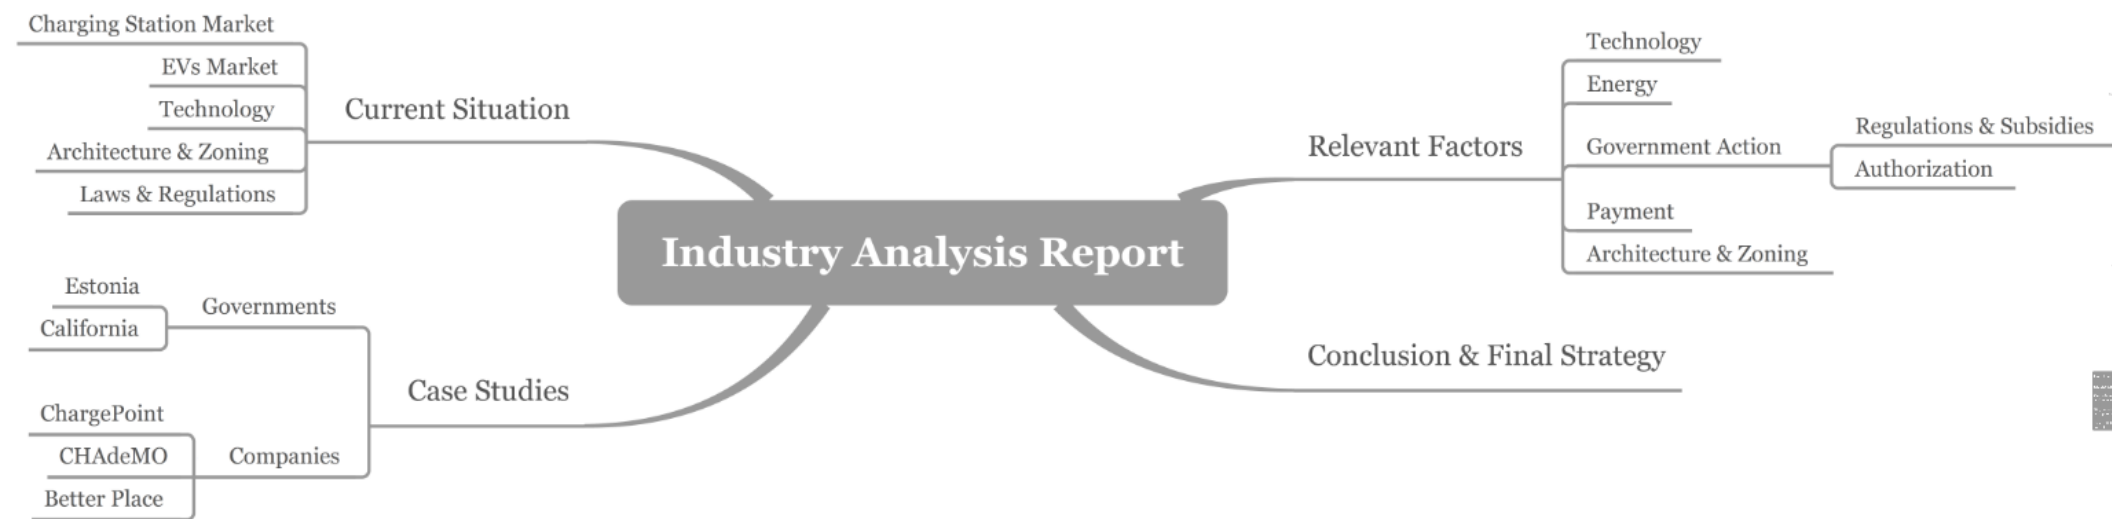 Charging Station Market
EVs Market
Technology
Architecture & Zoning
Laws & Regulations
Current Situation
Estonia
California
Governments
ChargePoint
CHAdeMO
Better Place
Companies
Case Studies
Industry Analysis Report
Relevant Factors
Technology
Energy
Government Action
Regulations & Subsidies
Authorization
Payment
Architecture & Zoning
Conclusion & Final Strategy